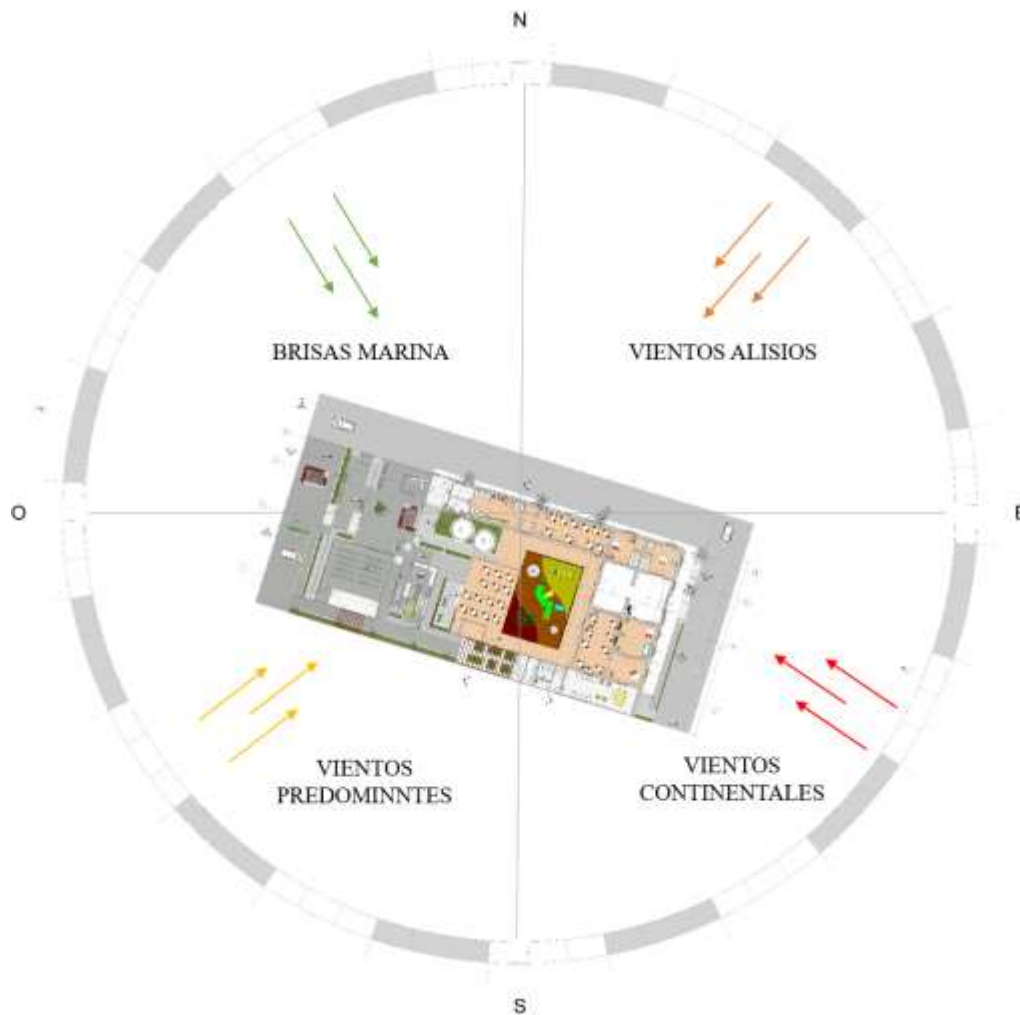 N
BRISAS MARINA
VIENTOS ALISIOS
O
E
VIENTOS
PREDOMINNTES
VIENTOS
CONTINENTALES
S